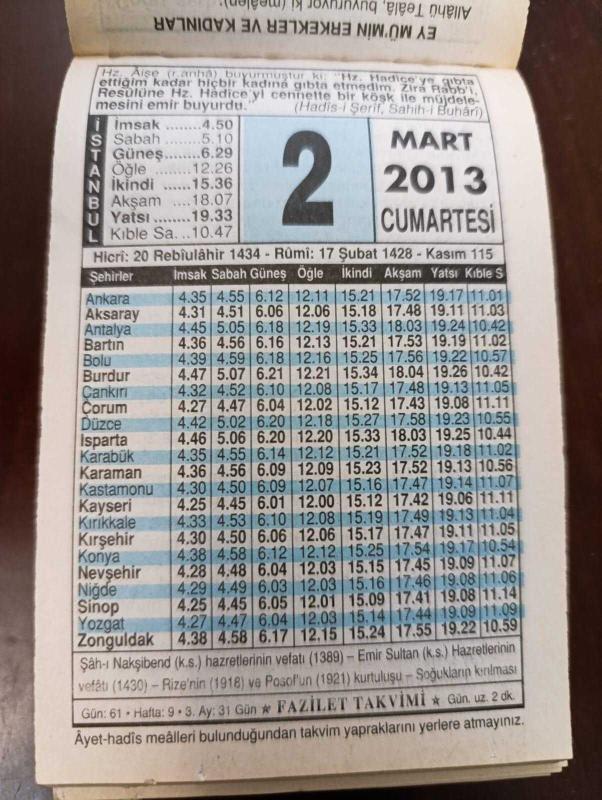 Allâhü Teâlâ, buyuruyor ki (meâlen):
EY MÜ'MİN ERKEKLER VE KADINLAR
Hz. Âişe (r.anhâ) buyurmuştur ki: "Hz. Hadîce'ye gıbta
ettiğim kadar hiçbir kadına gıbta etmedim. Zîra Rabb'i,
Resûlüne Hz. Hadîce'yi cennette bir köşk ile müjdele-
mesini emir buyurdu." (Hadîs-i Şerîf, Sahîh-i Buhârî)
İSTANBUL
İmsak ........4.50
Sabah ......5.10
Güneş.......6.29
Öğle .......12.26
İkindi ......15.36
Akşam ....18.07
Yatsı ......19.33
Kıble Sa...10.47
2
MART
2013
CUMARTESİ
Hicrî: 20 Rebîulâhir 1434 - Rûmî: 17 Şubat 1428 - Kasım 115
Şehirler İmsak Sabah Güneş Öğle İkindi Akşam Yatsı Kıble S
Ankara 4.35 4.55 6.12 12.11 15.21 17.52 19.17 11.01
Aksaray 4.31 4.51 6.06 12.06 15.18 17.48 19.11 11.03
Antalya 4.45 5.05 6.18 12.19 15.33 18.03 19.24 10.42
Bartın 4.36 4.56 6.16 12.13 15.21 17.53 19.19 11.02
Bolu 4.39 4.59 6.18 12.16 15.25 17.56 19.22 10.57
Burdur 4.47 5.07 6.21 12.21 15.34 18.04 19.26 10.42
Çankırı 4.32 4.52 6.10 12.08 15.17 17.48 19.13 11.05
Çorum 4.27 4.47 6.04 12.02 15.12 17.43 19.08 11.11
Düzce 4.42 5.02 6.20 12.18 15.27 17.58 19.23 10.55
Isparta 4.46 5.06 6.20 12.20 15.33 18.03 19.25 10.44
Karabük 4.35 4.55 6.14 12.12 15.21 17.52 19.18 11.02
Karaman 4.36 4.56 6.09 12.09 15.23 17.52 19.13 10.56
Kastamonu 4.30 4.50 6.09 12.07 15.16 17.47 19.14 11.07
Kayseri 4.25 4.45 6.01 12.00 15.12 17.42 19.06 11.11
Kırıkkale 4.33 4.53 6.10 12.08 15.19 17.49 19.13 11.04
Kırşehir 4.30 4.50 6.06 12.06 15.17 17.47 19.11 11.05
Konya 4.38 4.58 6.12 12.12 15.25 17.54 19.17 10.54
Nevşehir 4.28 4.48 6.04 12.03 15.15 17.45 19.09 11.07
Niğde 4.29 4.49 6.03 12.03 15.16 17.46 19.08 11.06
Sinop 4.25 4.45 6.05 12.01 15.09 17.41 19.08 11.14
Yozgat 4.27 4.47 6.04 12.03 15.14 17.44 19.09 11.09
Zonguldak 4.38 4.58 6.17 12.15 15.24 17.55 19.22 10.59
Şâh-ı Nakşibend (k.s.) hazretlerinin vefatı (1389) – Emir Sultan (k.s.) Hazretlerinin
vefâtı (1430) – Rize'nin (1918) ve Posof'un (1921) kurtuluşu – Soğukların kırılması
Gün: 61 • Hafta: 9 • 3. Ay: 31 Gün ★ FAZİLET TAKVİMİ ★ Gün. uz. 2 dk.
Âyet-hadîs meâlleri bulunduğundan takvim yapraklarını yerlere atmayınız.